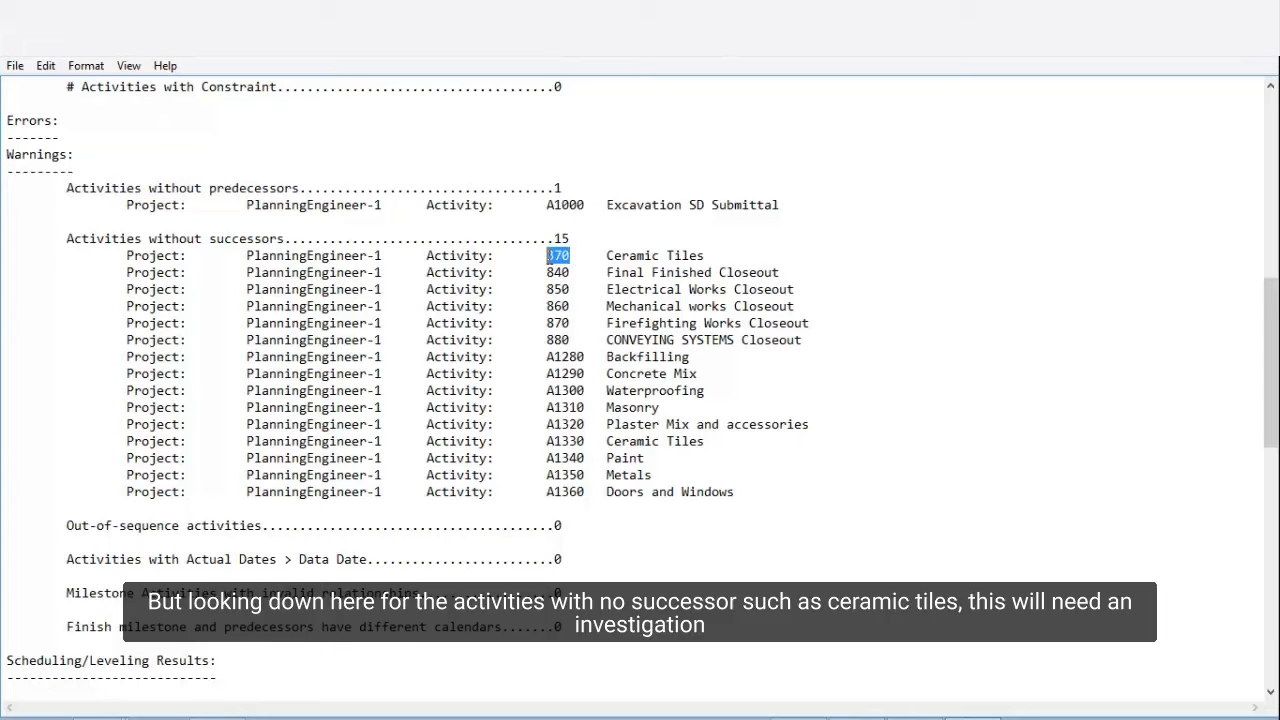 File Edit Format View Help
# Activities with Constraint.....................................0
Errors:
-------
Warnings:
---------
Activities without predecessors..................................1
Project: PlanningEngineer-1 Activity: A1000 Excavation SD Submittal
Activities without successors....................................15
Project: PlanningEngineer-1 Activity: 370 Ceramic Tiles
Project: PlanningEngineer-1 Activity: 840 Final Finished Closeout
Project: PlanningEngineer-1 Activity: 850 Electrical Works Closeout
Project: PlanningEngineer-1 Activity: 860 Mechanical works Closeout
Project: PlanningEngineer-1 Activity: 870 Firefighting Works Closeout
Project: PlanningEngineer-1 Activity: 880 CONVEYING SYSTEMS Closeout
Project: PlanningEngineer-1 Activity: A1280 Backfilling
Project: PlanningEngineer-1 Activity: A1290 Concrete Mix
Project: PlanningEngineer-1 Activity: A1300 Waterproofing
Project: PlanningEngineer-1 Activity: A1310 Masonry
Project: PlanningEngineer-1 Activity: A1320 Plaster Mix and accessories
Project: PlanningEngineer-1 Activity: A1330 Ceramic Tiles
Project: PlanningEngineer-1 Activity: A1340 Paint
Project: PlanningEngineer-1 Activity: A1350 Metals
Project: PlanningEngineer-1 Activity: A1360 Doors and Windows
Out-of-sequence activities.......................................0
Activities with Actual Dates > Data Date.........................0
Milestone Activities with invalid relationships..................0
Finish milestone and predecessors have different calendars.......0
But looking down here for the activities with no successor such as ceramic tiles, this will need an
investigation
Scheduling/Leveling Results:
----------------------------